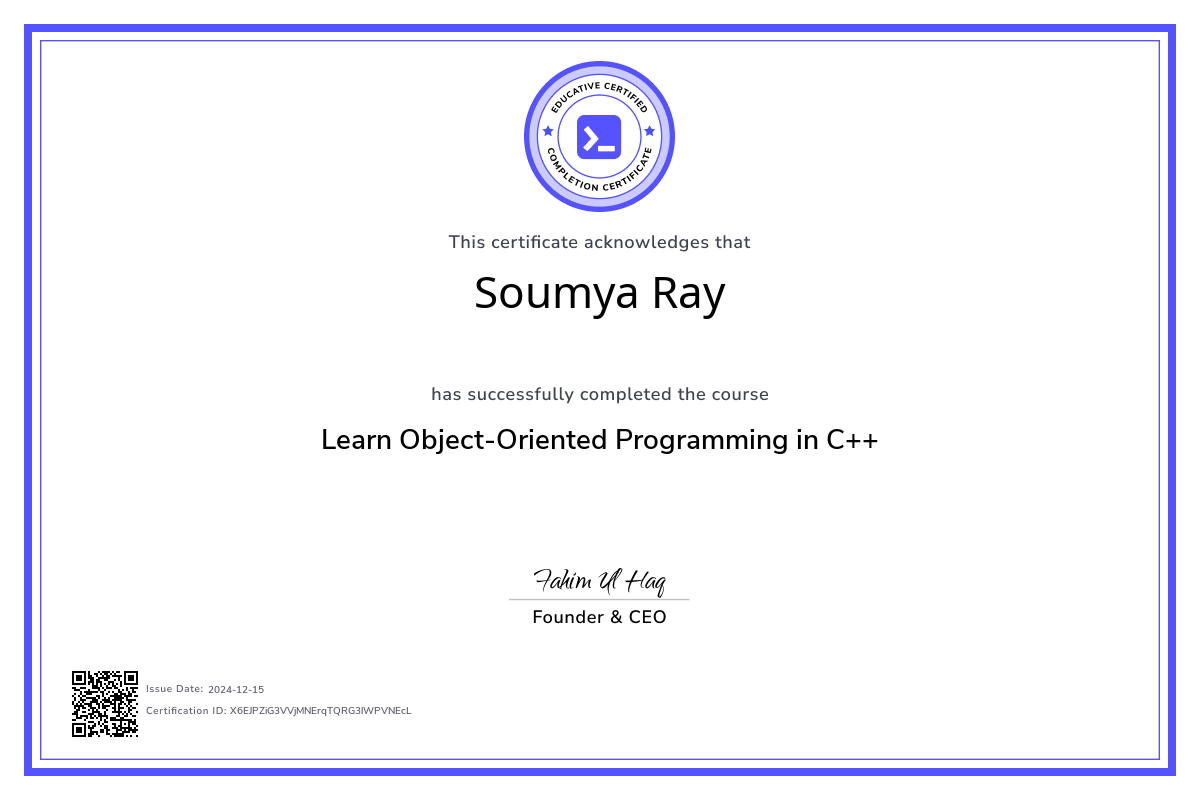 EDUCATIVE CERTIFIED
COMPLETION CERTIFICATE
This certificate acknowledges that
Soumya Ray
has successfully completed the course
Learn Object-Oriented Programming in C++
Fahim Ul Haq
Founder & CEO
Issue Date: 2024-12-15
Certification ID: X6EJPZiG3VVjMNErqTQRG3IWPVNEcL